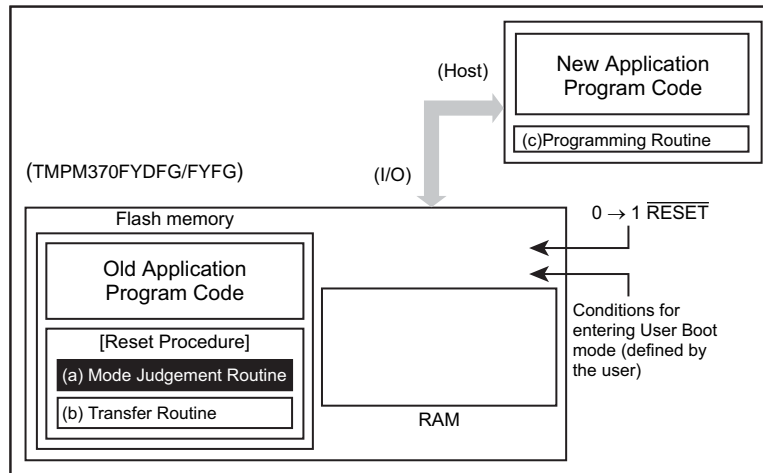 New Application
Program Code
(Host)
(c)Programming Routine
(TMPM370FYDFG/FYFG)
(I/O)
0 → 1 R̅E̅S̅E̅T̅
Flash memory
Old Application
Program Code
[Reset Procedure]
(a) Mode Judgement Routine
(b) Transfer Routine
RAM
Conditions for
entering User Boot
mode (defined by
the user)